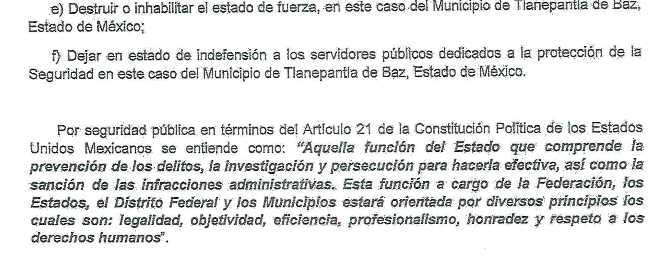 e) Destruir o inhabilitar el estado de fuerza, en este caso del Municipio de Tlanepantla de Baz,
Estado de México;
f) Dejar en estado de indefensión a los servidores públicos dedicados a la protección de la
Seguridad en este caso del Municipio de Tlanepantla de Baz, Estado de México.
Por seguridad pública en términos del Artículo 21 de la Constitución Política de los Estados
Unidos Mexicanos se entiende como: "Aquella función del Estado que comprende la
prevención de los delitos, la investigación y persecución para hacerla efectiva, así como la
sanción de las infracciones administrativas. Esta función a cargo de la Federación, los
Estados, el Distrito Federal y los Municipios estará orientada por diversos principios los
cuales son: legalidad, objetividad, eficiencia, profesionalismo, honradez y respeto a los
derechos humanos".